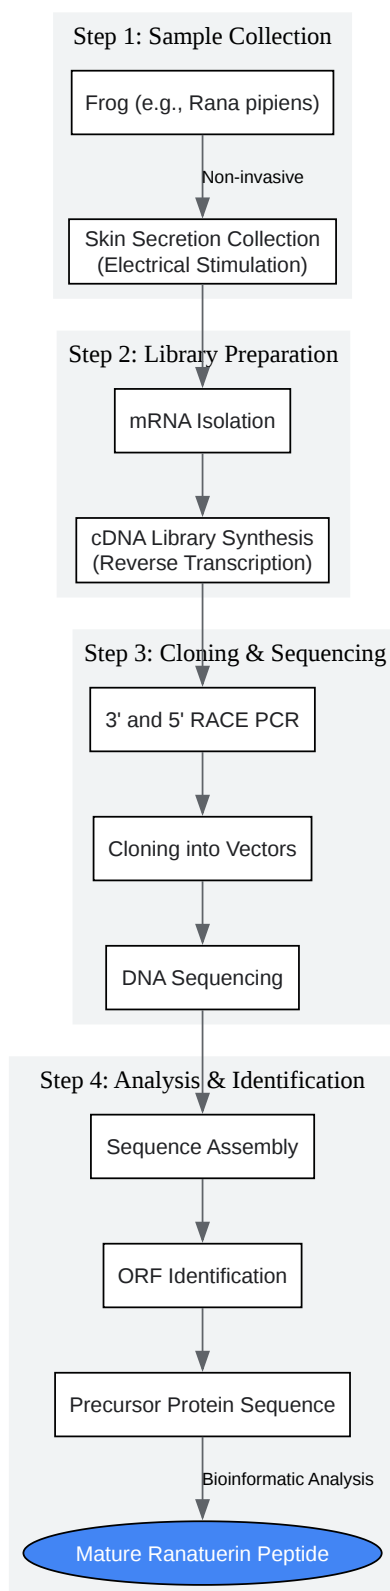 Step 1: Sample Collection
Frog (e.g., Rana pipiens)
Non-invasive
Skin Secretion Collection
(Electrical Stimulation)
Step 2: Library Preparation
mRNA Isolation
cDNA Library Synthesis
(Reverse Transcription)
Step 3: Cloning & Sequencing
3' and 5' RACE PCR
Cloning into Vectors
DNA Sequencing
Step 4: Analysis & Identification
Sequence Assembly
ORF Identification
Precursor Protein Sequence
Bioinformatic Analysis
Mature Ranatuerin Peptide